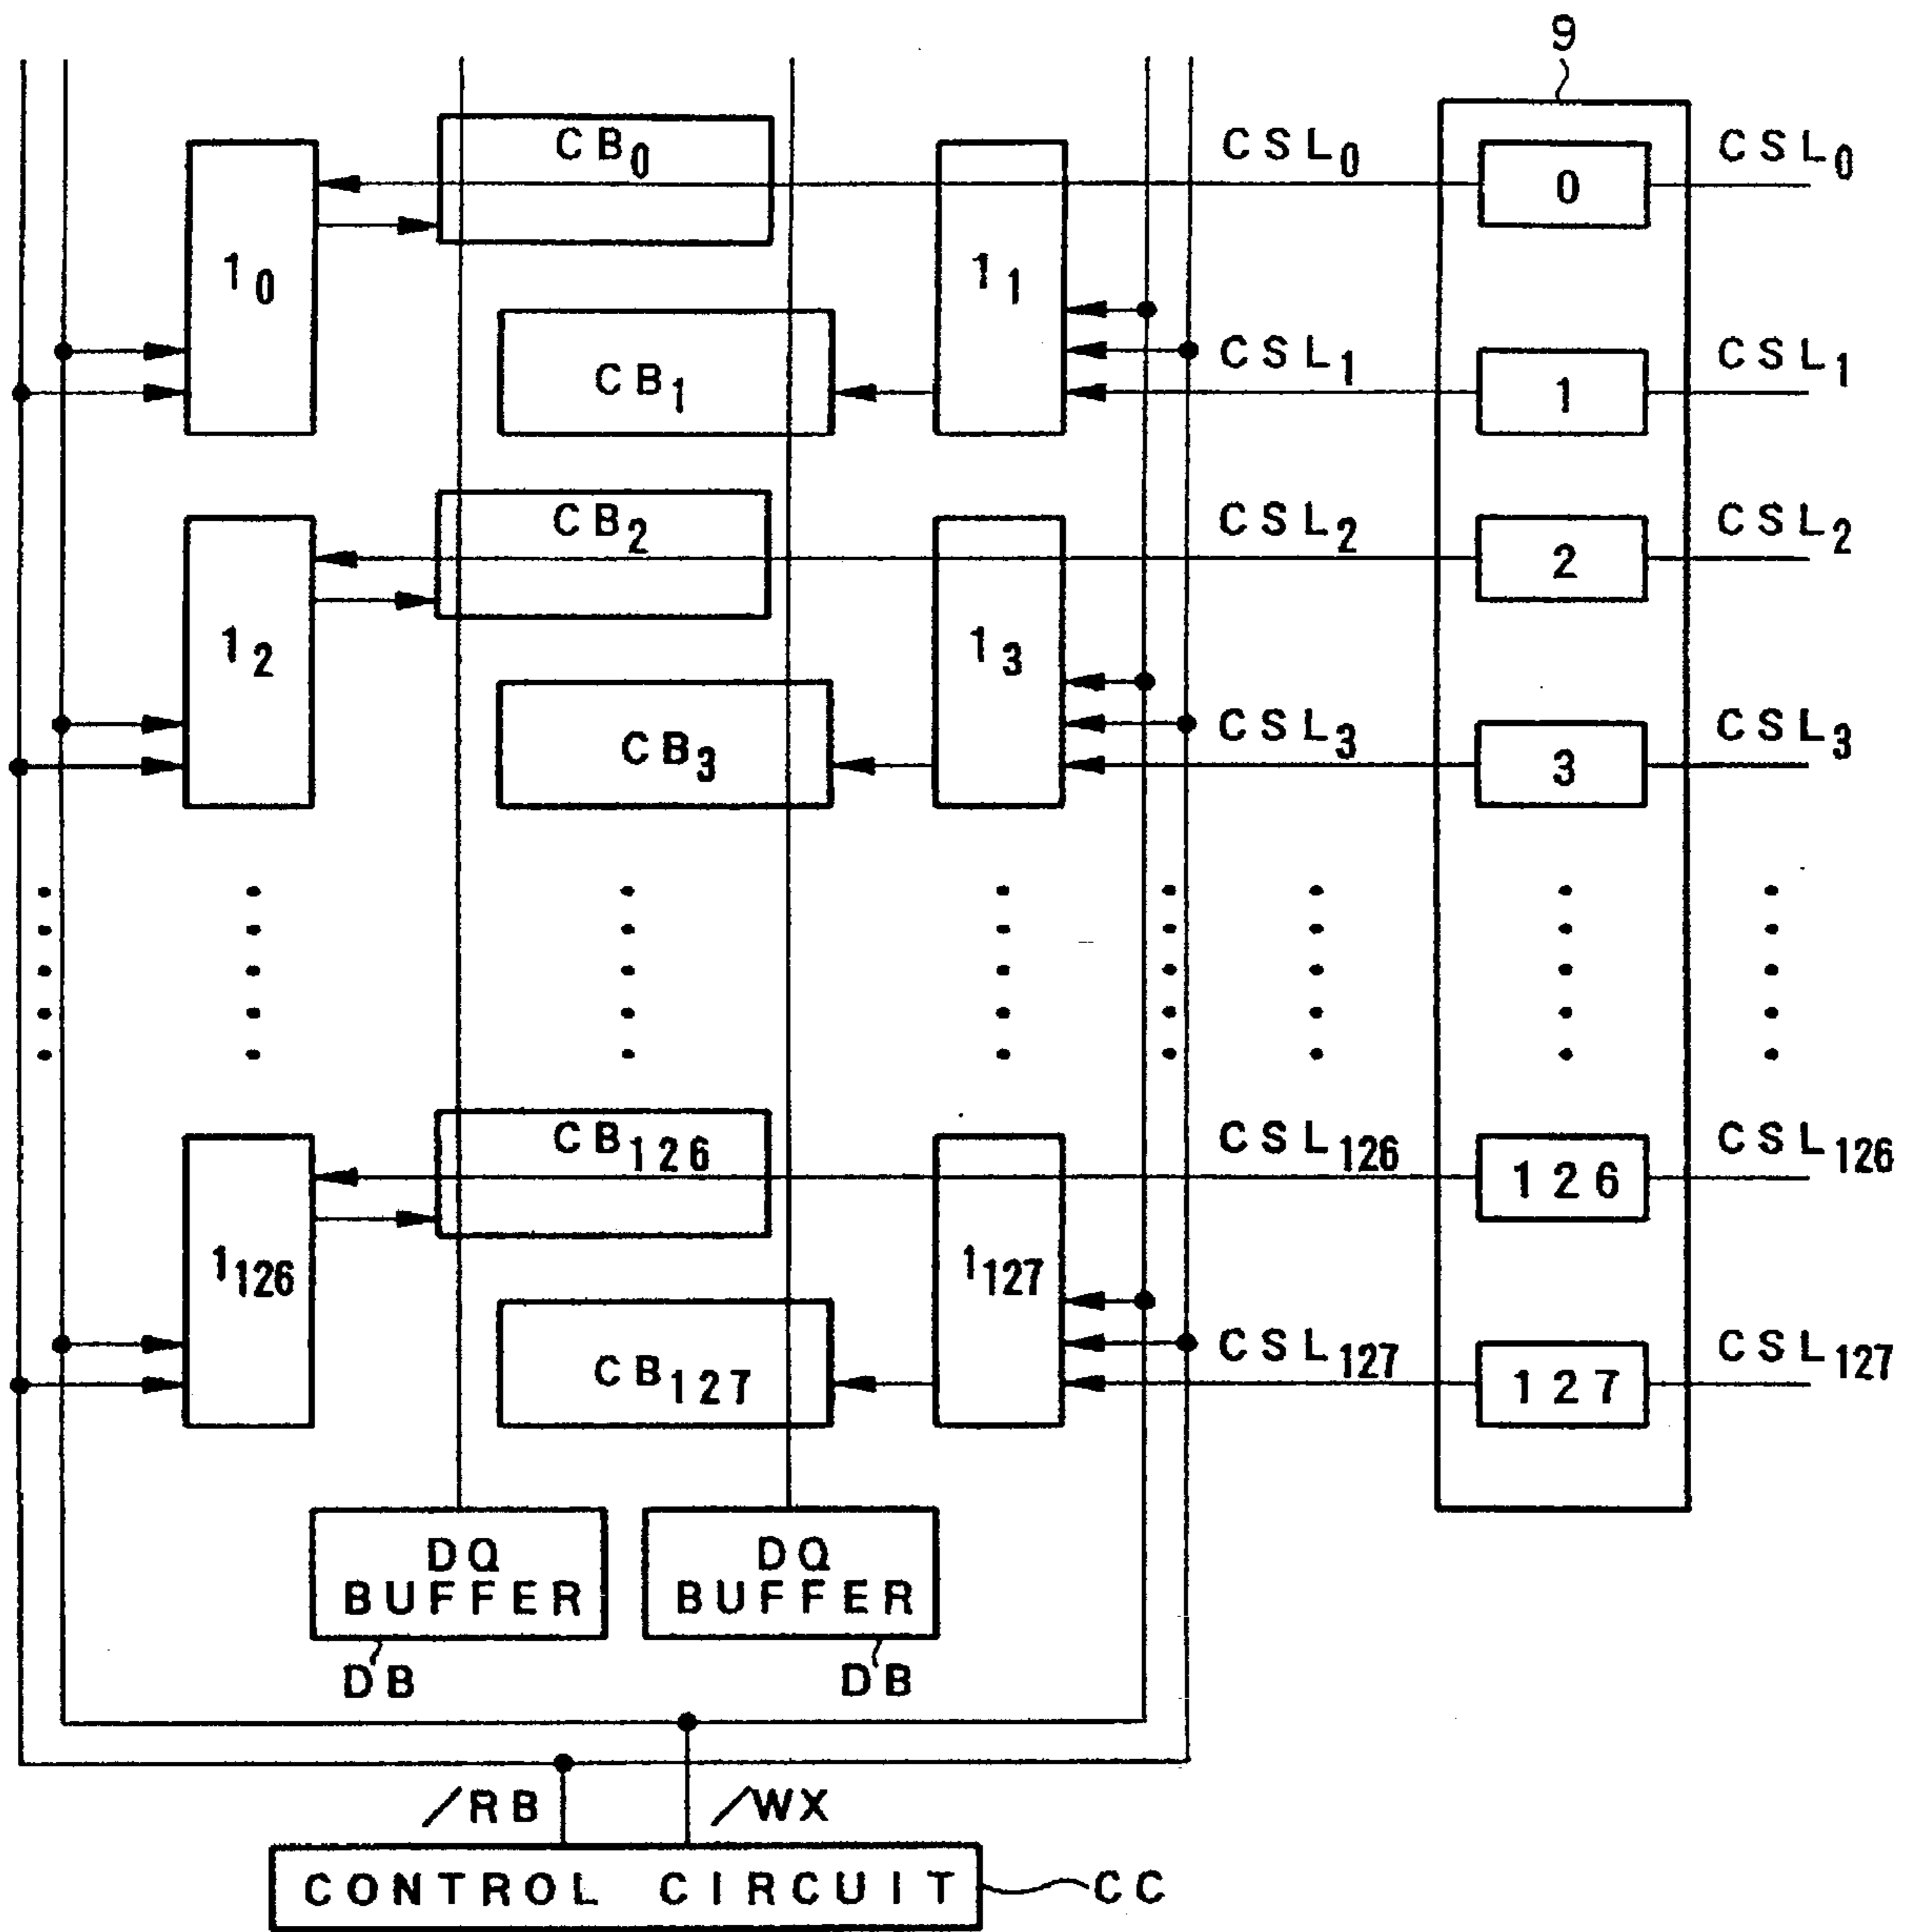 9
CB0 CSL0 0 CSL0
10 11
CB1 CSL1 1 CSL1
CB2 CSL2 2 CSL2
12 13
CB3 CSL3 3 CSL3
CB126 CSL126 126 CSL126
1126 1127
CB127 CSL127 127 CSL127
DQ BUFFER
DQ BUFFER
DB DB
/RB /WX
CONTROL CIRCUIT CC